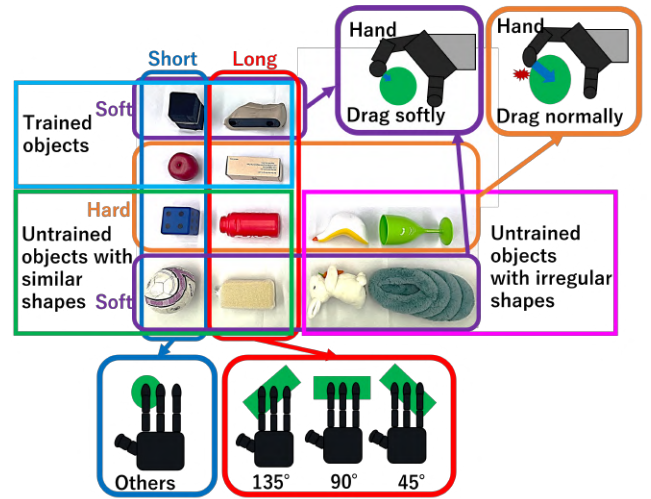 Hand
Drag softly
Hand
Drag normally
Short
Long
Soft
Trained
objects
Hard
Untrained
objects with
similar
shapes
Soft
Untrained
objects
with irregular
shapes
Others
135°
90°
45°